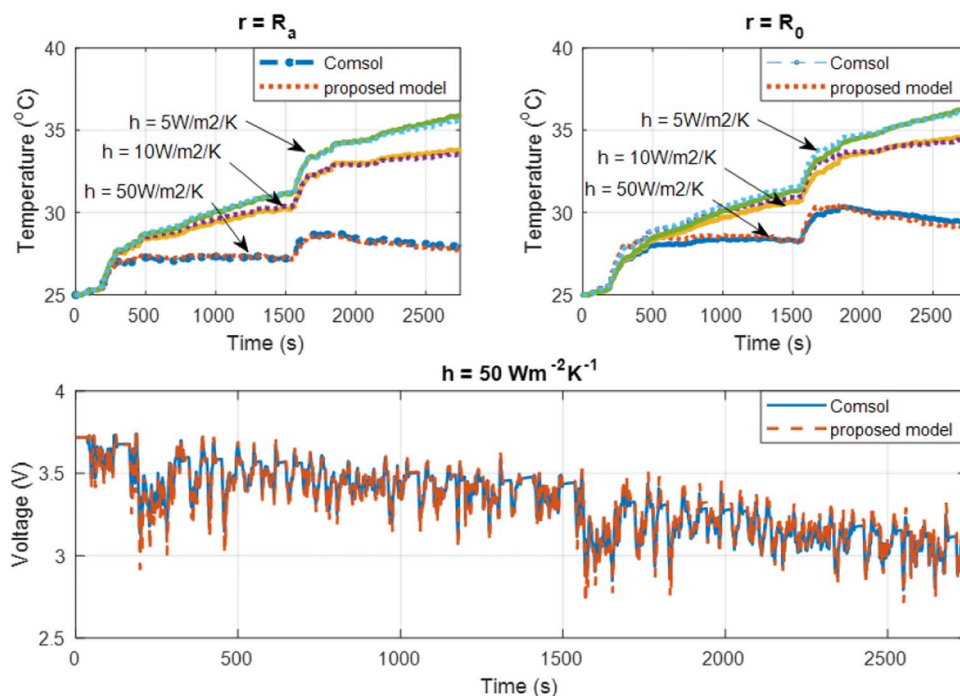 r = Rₐ
40
35
30
25
Temperature (°C)
Comsol
proposed model
h = 5W/m2/K
h = 10W/m2/K
h = 50W/m2/K
0 500 1000 1500 2000 2500
Time (s)
r = R₀
40
35
30
25
Temperature (°C)
Comsol
proposed model
h = 5W/m2/K
h = 10W/m2/K
h = 50W/m2/K
0 500 1000 1500 2000 2500
Time (s)
h = 50 Wm⁻²K⁻¹
4
3.5
3
2.5
Voltage (V)
Comsol
proposed model
0 500 1000 1500 2000 2500
Time (s)